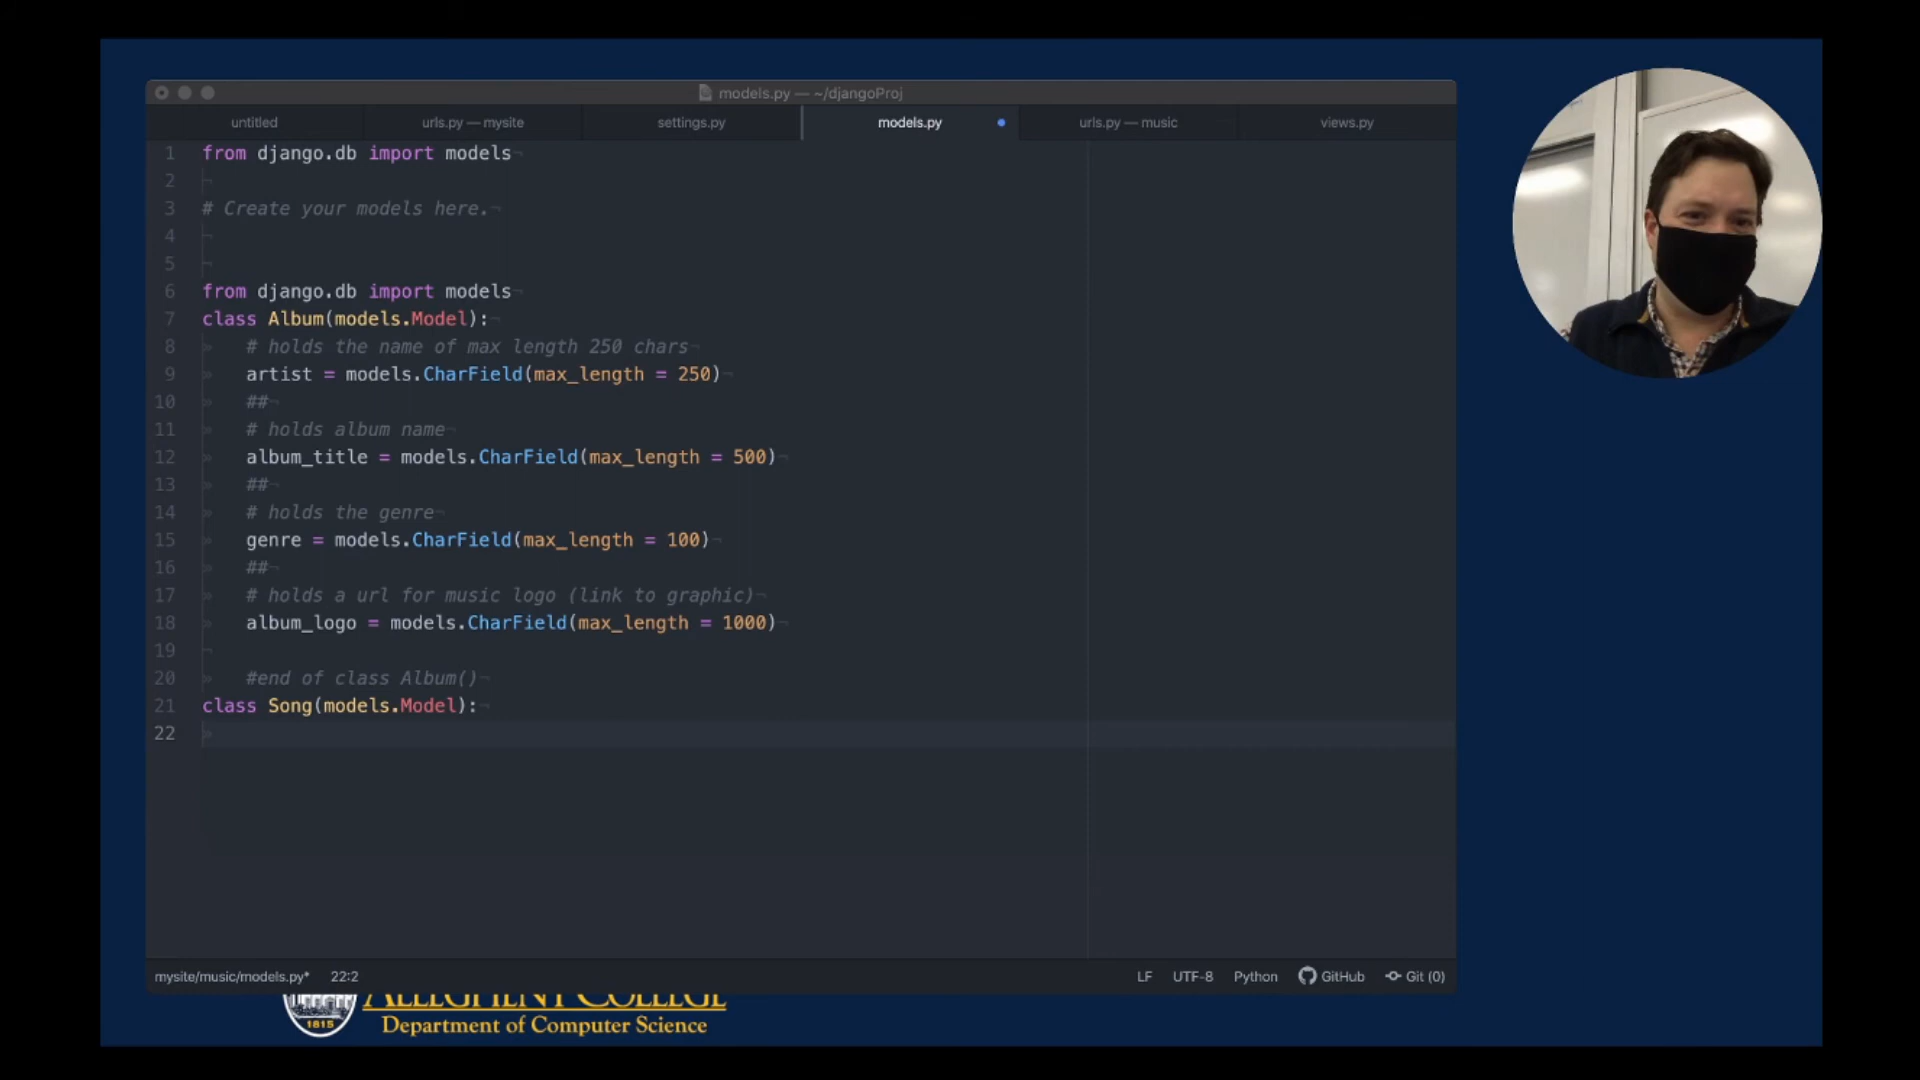 models.py — ~/djangoProj
untitled
urls.py — mysite
settings.py
models.py
urls.py — music
views.py
1 from django.db import models
2
3 # Create your models here.
4
5
6 from django.db import models
7 class Album(models.Model):
8 # holds the name of max length 250 chars
9 artist = models.CharField(max_length = 250)
10 ##
11 # holds album name
12 album_title = models.CharField(max_length = 500)
13 ##
14 # holds the genre
15 genre = models.CharField(max_length = 100)
16 ##
17 # holds a url for music logo (link to graphic)
18 album_logo = models.CharField(max_length = 1000)
19
20 #end of class Album()
21 class Song(models.Model):
22
mysite/music/models.py* 22:2 LF UTF-8 Python GitHub Git (0)
ALLEGHENY COLLEGE
1815
Department of Computer Science